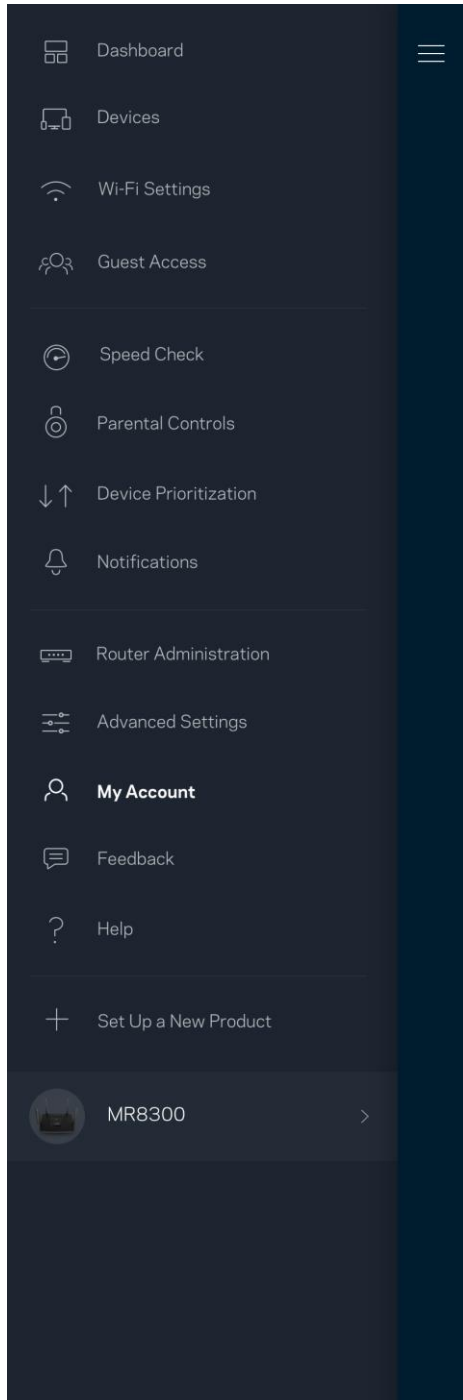 Dashboard
Devices
Wi-Fi Settings
Guest Access
Speed Check
Parental Controls
Device Prioritization
Notifications
Router Administration
Advanced Settings
My Account
Feedback
Help
Set Up a New Product
MR8300